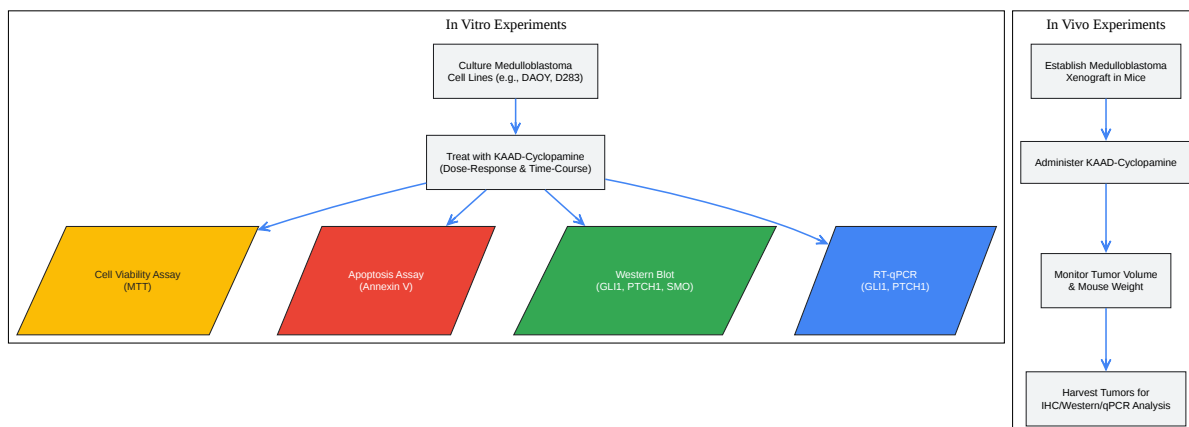 In Vitro Experiments
Culture Medulloblastoma
Cell Lines (e.g., DAOY, D283)
Treat with KAAD-Cyclopamine
(Dose-Response & Time-Course)
Cell Viability Assay
(MTT)
Apoptosis Assay
(Annexin V)
Western Blot
(GLI1, PTCH1, SMO)
RT-qPCR
(GLI1, PTCH1)
In Vivo Experiments
Establish Medulloblastoma
Xenograft in Mice
Administer KAAD-Cyclopamine
Monitor Tumor Volume
& Mouse Weight
Harvest Tumors for
IHC/Western/qPCR Analysis